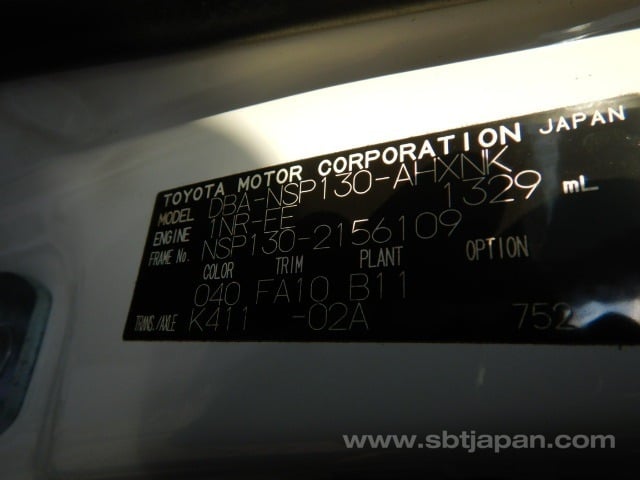 TOYOTA MOTOR CORPORATION JAPAN
MODEL DBA-NSP130-AHXNK
ENGINE 1NR-FE 1329 mL
FRAME No. NSP130-2156109
COLOR TRIM PLANT OPTION
040 FA10 B11
TRANS./AXLE K411 -02A 752
www.sbtjapan.com